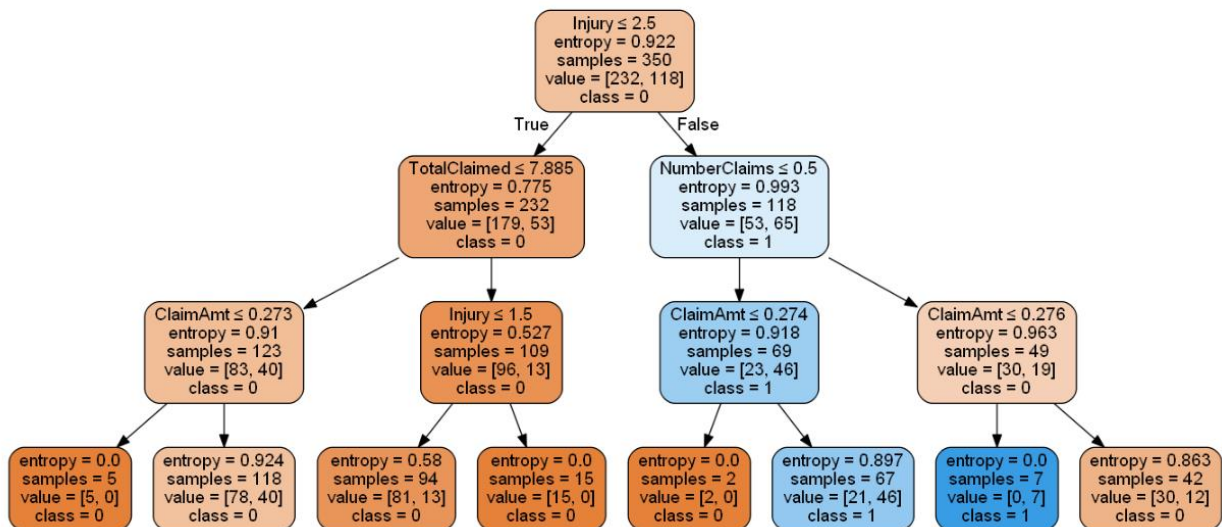 Injury ≤ 2.5
entropy = 0.922
samples = 350
value = [232, 118]
class = 0
True
False
TotalClaimed ≤ 7.885
entropy = 0.775
samples = 232
value = [179, 53]
class = 0
NumberClaims ≤ 0.5
entropy = 0.993
samples = 118
value = [53, 65]
class = 1
ClaimAmt ≤ 0.273
entropy = 0.91
samples = 123
value = [83, 40]
class = 0
Injury ≤ 1.5
entropy = 0.527
samples = 109
value = [96, 13]
class = 0
ClaimAmt ≤ 0.274
entropy = 0.918
samples = 69
value = [23, 46]
class = 1
ClaimAmt ≤ 0.276
entropy = 0.963
samples = 49
value = [30, 19]
class = 0
entropy = 0.0
samples = 5
value = [5, 0]
class = 0
entropy = 0.924
samples = 118
value = [78, 40]
class = 0
entropy = 0.58
samples = 94
value = [81, 13]
class = 0
entropy = 0.0
samples = 15
value = [15, 0]
class = 0
entropy = 0.0
samples = 2
value = [2, 0]
class = 0
entropy = 0.897
samples = 67
value = [21, 46]
class = 1
entropy = 0.0
samples = 7
value = [0, 7]
class = 1
entropy = 0.863
samples = 42
value = [30, 12]
class = 0